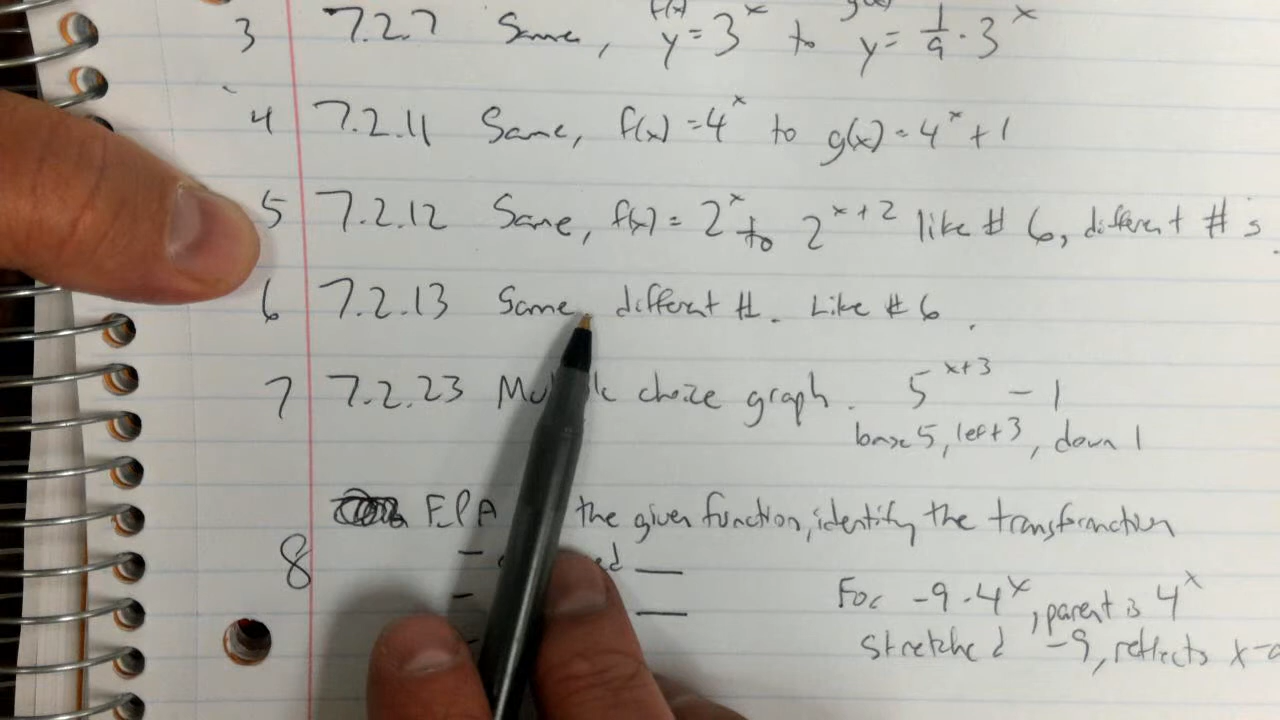 f(x) g(x)
3 7.2.7 Same, y=3^x to y= 1/9 · 3^x
4 7.2.11 Same, f(x)=4^x to g(x)=4^x+1
5 7.2.12 Same, f(x)=2^x to 2^x+2 like # 6, different #'s
6 7.2.13 Same, different #. Like # 6.
7 7.2.23 choice graph. 5^x+3 - 1
base 5, left 3, down 1
the given function, identify the transformation
8
For -9·4^x, parent is 4^x
stretched -9, reflects x-a